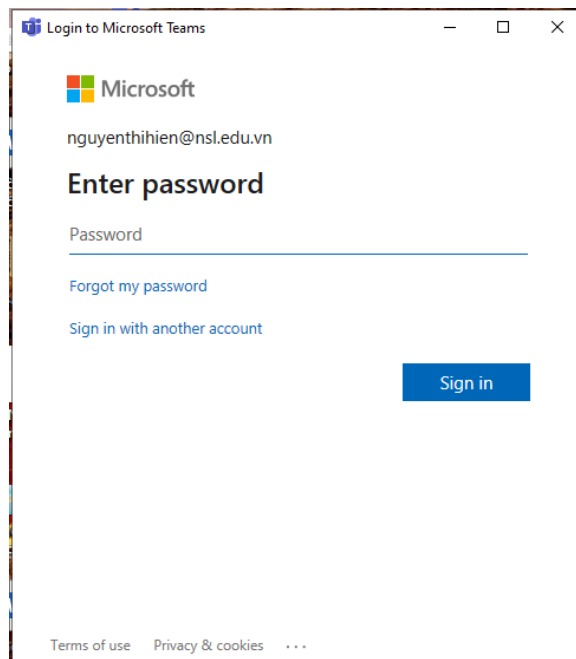 Login to Microsoft Teams
Microsoft
nguyenthihien@nsl.edu.vn
Enter password
Password
Forgot my password
Sign in with another account
Sign in
Terms of use Privacy & cookies ...